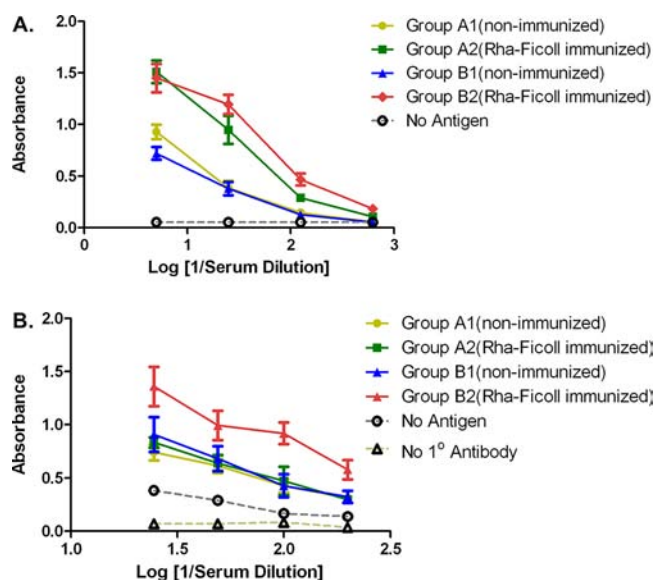 A.
Absorbance
2.0
1.5
1.0
0.5
0.0
0
1
2
3
Log [1/Serum Dilution]
Group A1(non-immunized)
Group A2(Rha-Ficoll immunized)
Group B1(non-immunized)
Group B2(Rha-Ficoll immunized)
No Antigen
B.
Absorbance
2.0
1.5
1.0
0.5
0.0
1.0
1.5
2.0
2.5
Log [1/Serum Dilution]
Group A1(non-immunized)
Group A2(Rha-Ficoll immunized)
Group B1(non-immunized)
Group B2(Rha-Ficoll immunized)
No Antigen
No 1° Antibody